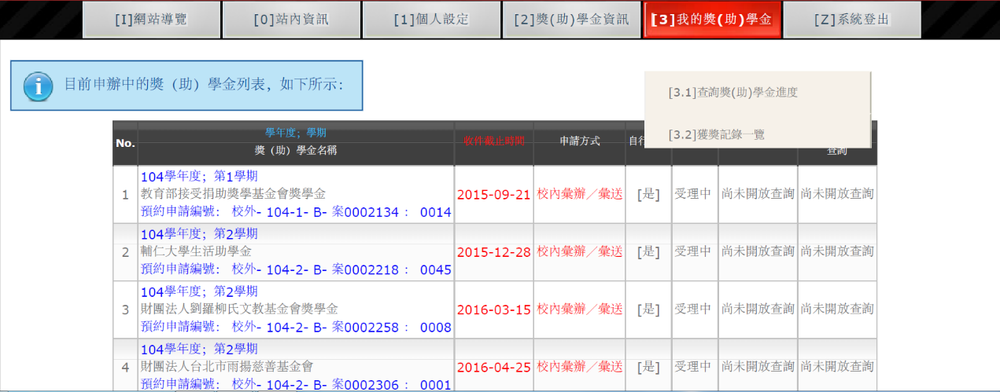 [I]網站導覽 [0]站內資訊 [1]個人設定 [2]獎(助)學金資訊 [3]我的獎(助)學金 [Z]系統登出
目前申辦中的獎（助）學金列表，如下所示：
[3.1]查詢獎(助)學金進度
[3.2]獲獎記錄一覽
No. 學年度；學期 收件截止時間 申請方式 自行
獎（助）學金名稱 查詢
104學年度；第1學期
1 教育部接受捐助獎學基金會獎學金 2015-09-21 校內彙辦／彙送 [是] 受理中 尚未開放查詢 尚未開放查詢
預約申請編號： 校外- 104-1- B- 案0002134： 0014
104學年度；第2學期
2 輔仁大學生活助學金 2015-12-28 校內彙辦／彙送 [是] 受理中 尚未開放查詢 尚未開放查詢
預約申請編號： 校外- 104-2- B- 案0002218： 0045
104學年度；第2學期
3 財團法人劉羅柳氏文教基金會獎學金 2016-03-15 校內彙辦／彙送 [是] 受理中 尚未開放查詢 尚未開放查詢
預約申請編號： 校外- 104-2- B- 案0002258： 0008
104學年度；第2學期
4 財團法人台北市雨揚慈善基金會 2016-04-25 校內彙辦／彙送 [是] 受理中 尚未開放查詢 尚未開放查詢
預約申請編號： 校外- 104-2- B- 案0002306： 0001